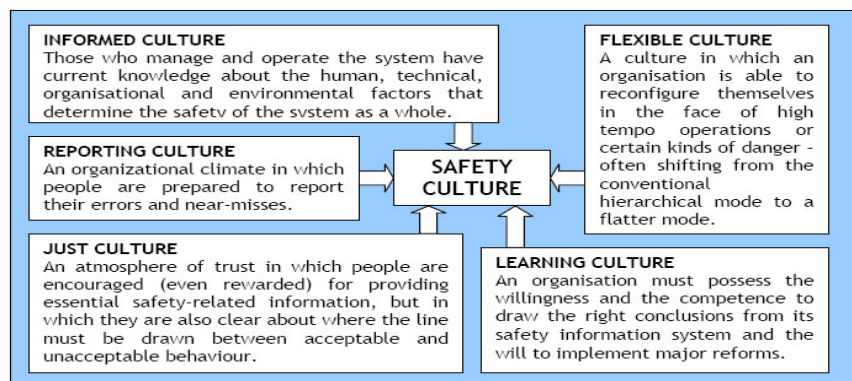 INFORMED CULTURE
Those who manage and operate the system have
current knowledge about the human, technical,
organisational and environmental factors that
determine the safety of the system as a whole.
REPORTING CULTURE
An organizational climate in which
people are prepared to report
their errors and near-misses.
JUST CULTURE
An atmosphere of trust in which people are
encouraged (even rewarded) for providing
essential safety-related information, but in
which they are also clear about where the line
must be drawn between acceptable and
unacceptable behaviour.
SAFETY
CULTURE
FLEXIBLE CULTURE
A culture in which an
organisation is able to
reconfigure themselves
in the face of high
tempo operations or
certain kinds of danger -
often shifting from the
conventional
hierarchical mode to a
flatter mode.
LEARNING CULTURE
An organisation must possess the
willingness and the competence to
draw the right conclusions from its
safety information system and the
will to implement major reforms.